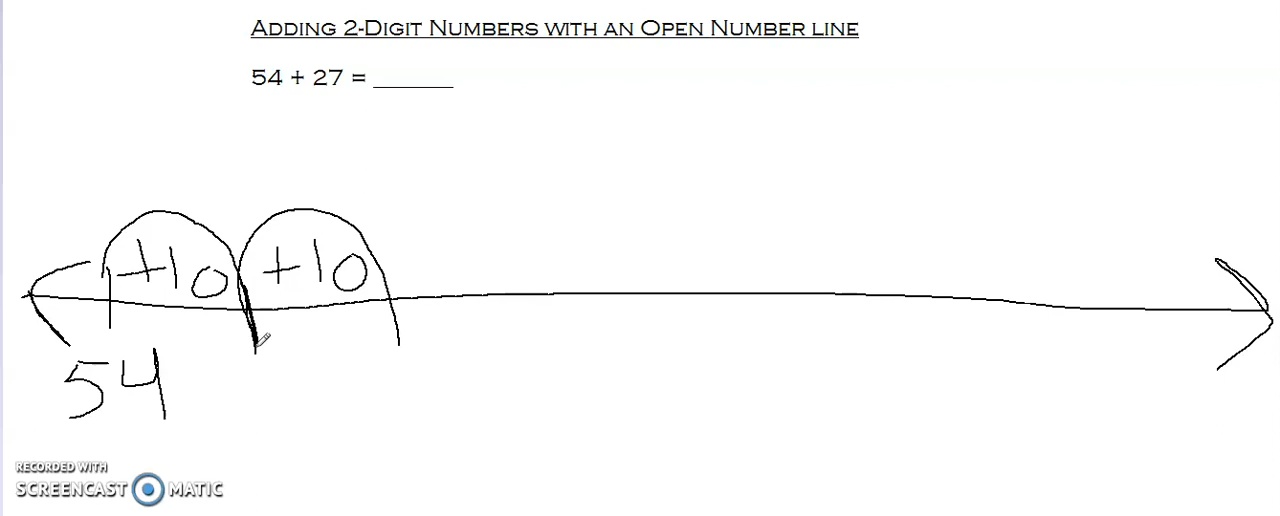 ADDING 2-DIGIT NUMBERS WITH AN OPEN NUMBER LINE
54 + 27 = ______
+10 +10
54
RECORDED WITH
SCREENCAST MATIC